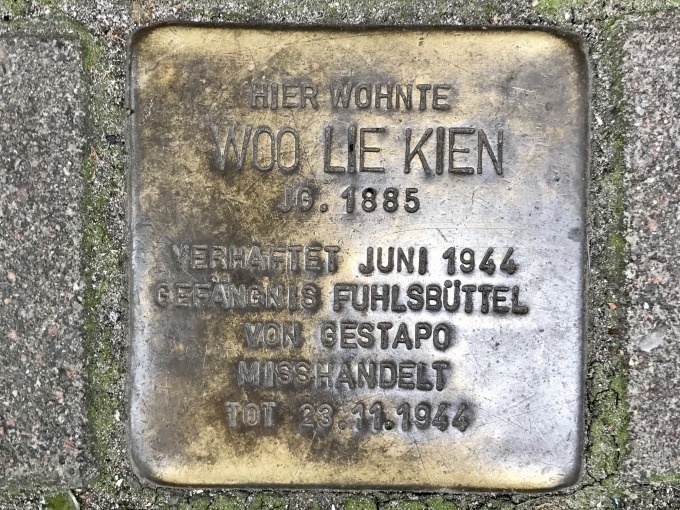 HIER WOHNTE
WOO LIE KIEN
JG. 1885
VERHAFTET JUNI 1944
GEFÄNGNIS FUHLSBÜTTEL
VON GESTAPO
MISSHANDELT
TOT 23.11.1944